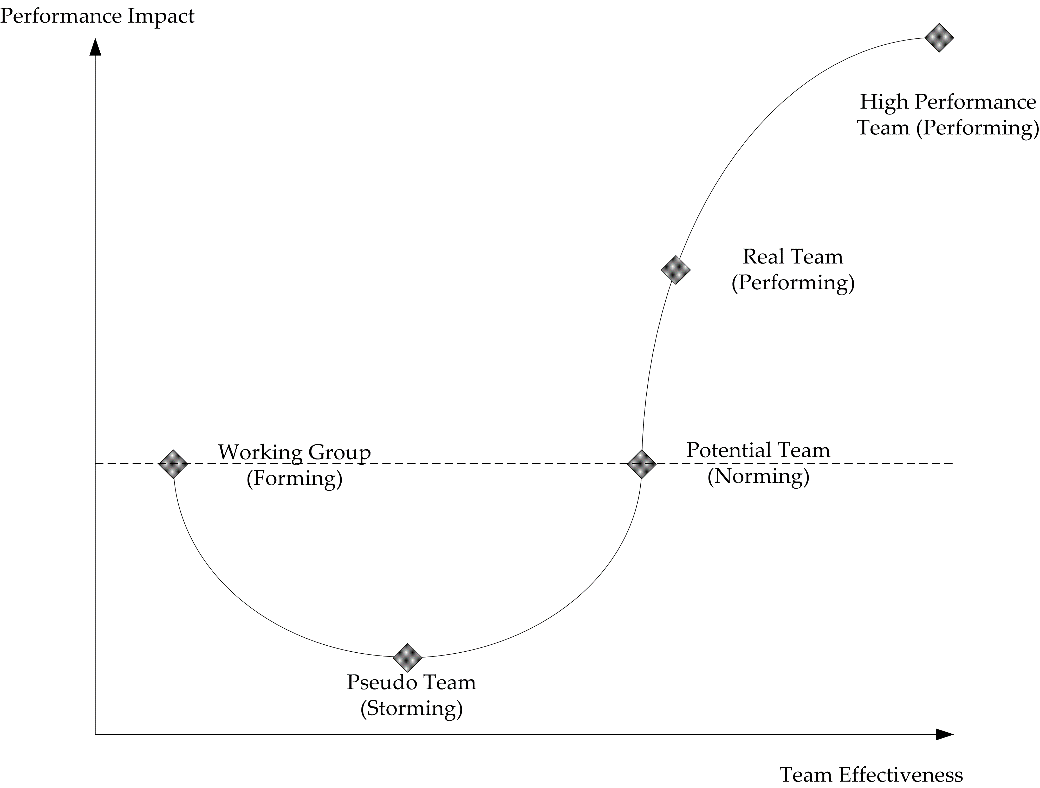 Performance Impact
High Performance
Team (Performing)
Real Team
(Performing)
Working Group
(Forming)
Potential Team
(Norming)
Pseudo Team
(Storming)
Team Effectiveness